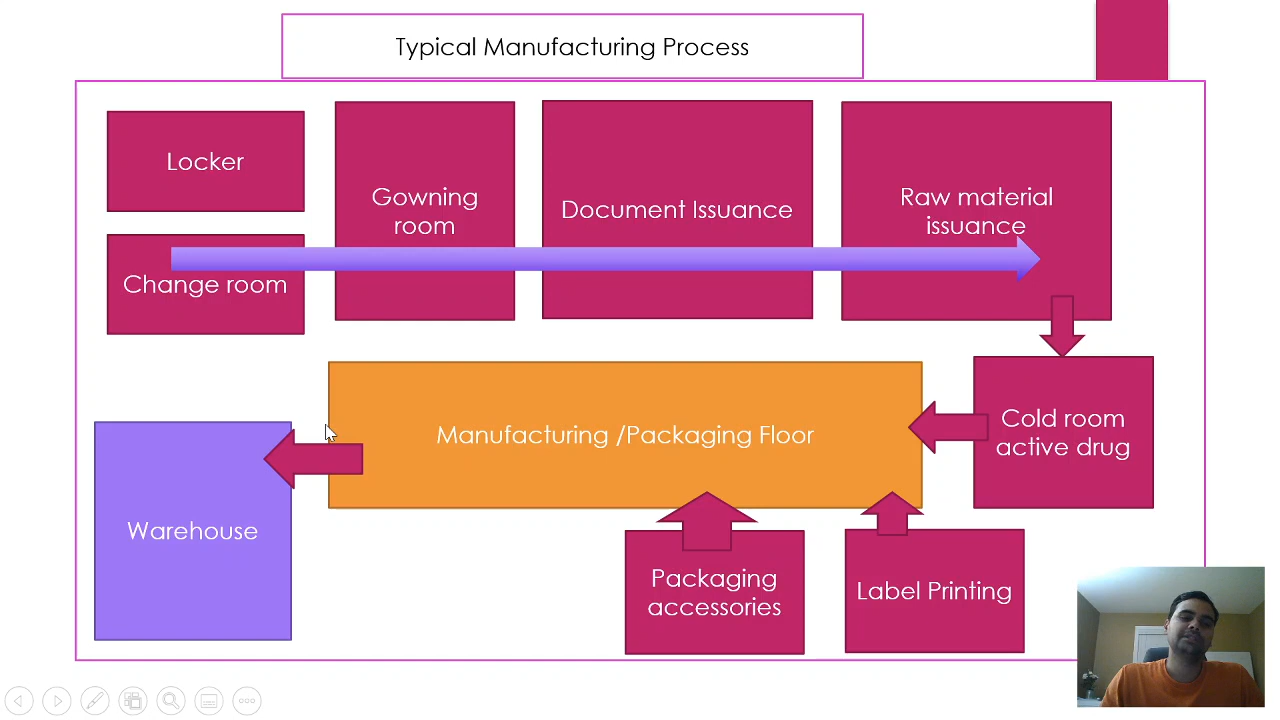 Typical Manufacturing Process
Locker
Gowning
room
Document Issuance
Raw material
issuance
Change room
Manufacturing /Packaging Floor
Cold room
active drug
Warehouse
Packaging
accessories
Label Printing